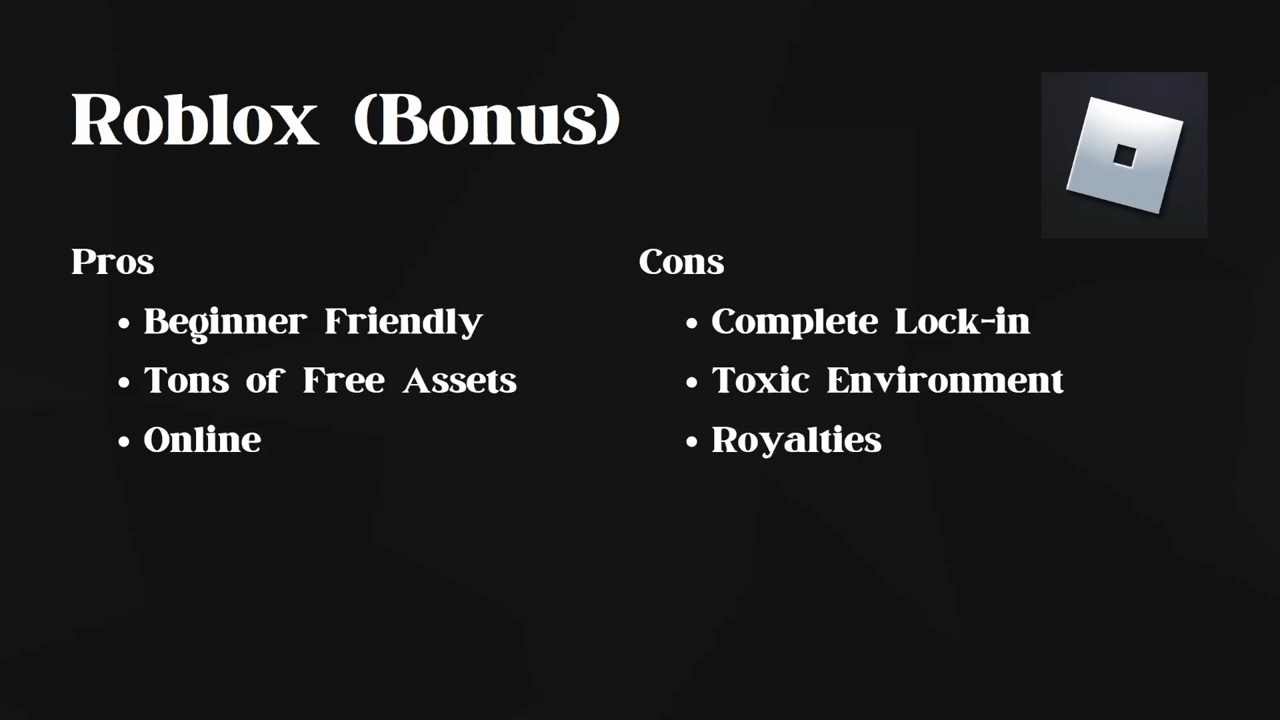 Roblox (Bonus)
Pros
• Beginner Friendly
• Tons of Free Assets
• Online
Cons
• Complete Lock-in
• Toxic Environment
• Royalties